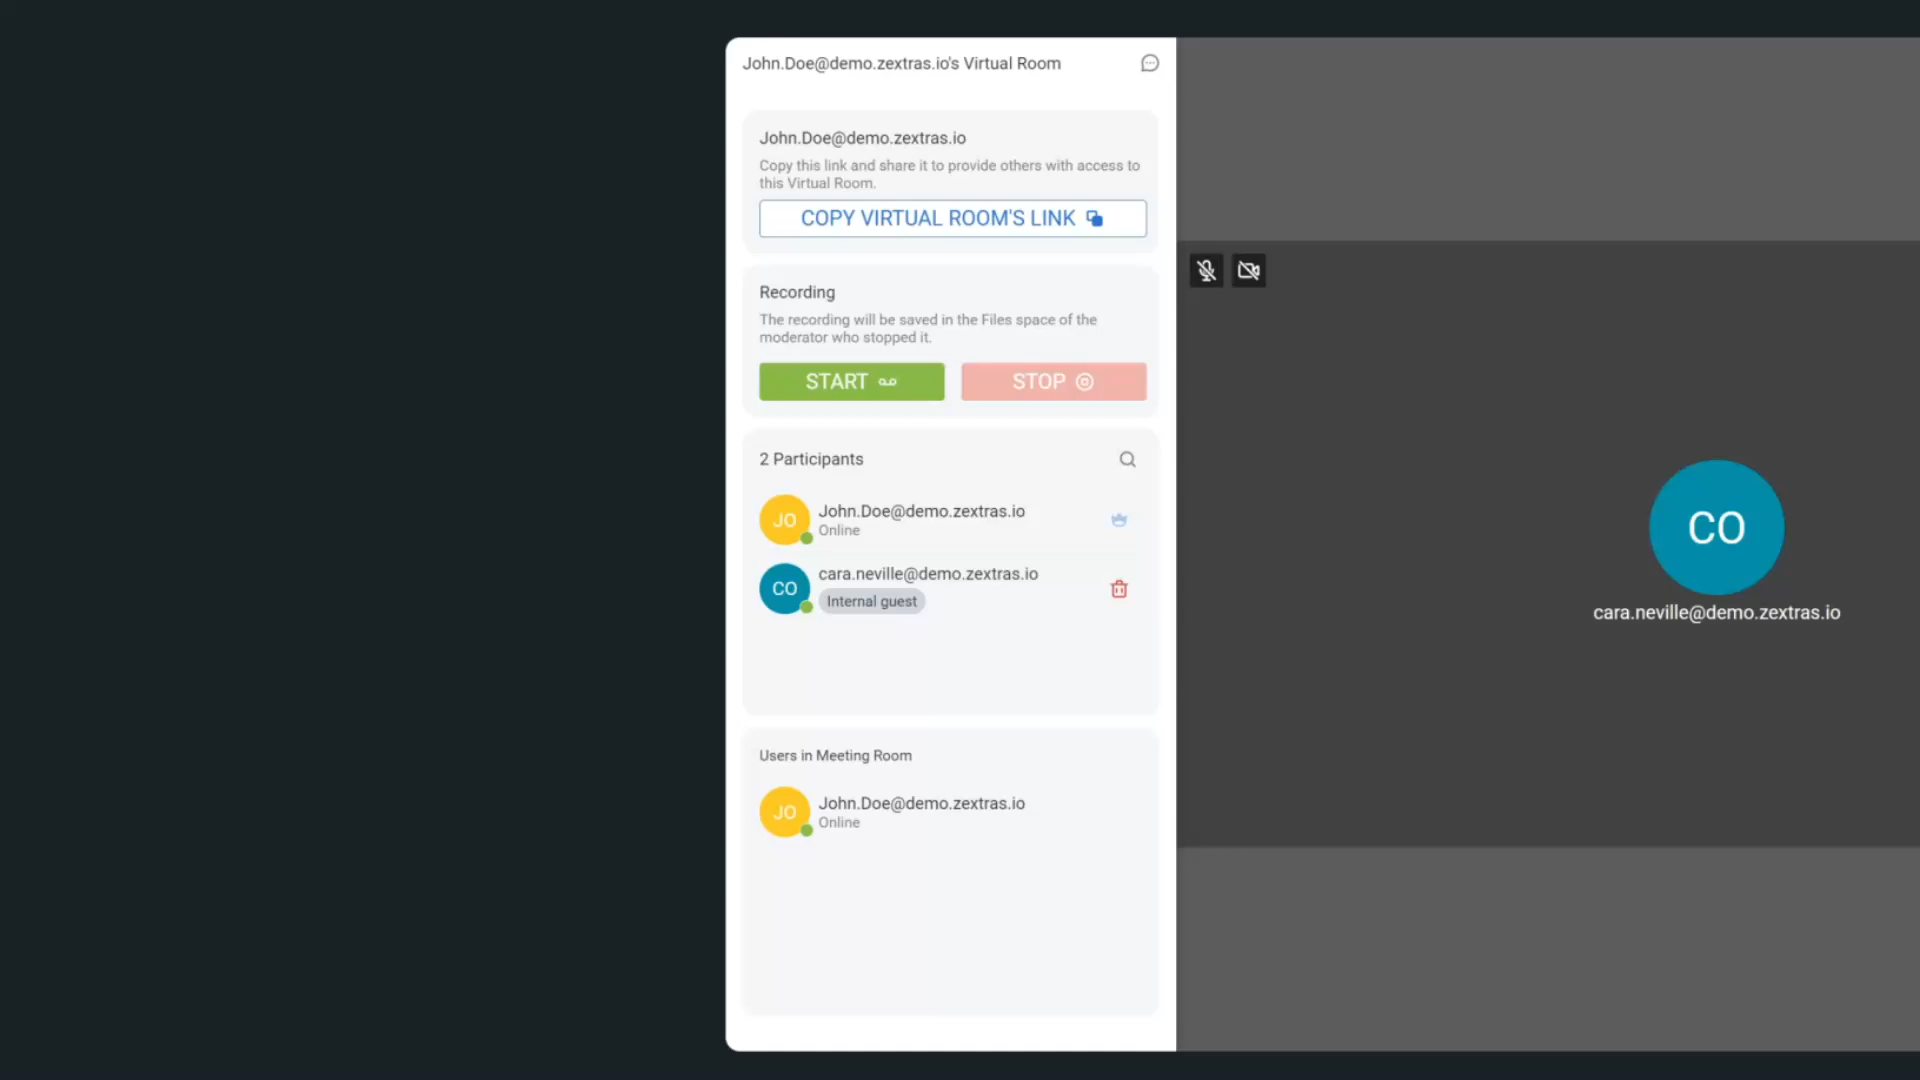 John.Doe@demo.zextras.io's Virtual Room
John.Doe@demo.zextras.io
Copy this link and share it to provide others with access to
this Virtual Room.
COPY VIRTUAL ROOM'S LINK
Recording
The recording will be saved in the Files space of the
moderator who stopped it.
START
STOP
2 Participants
JO
John.Doe@demo.zextras.io
Online
CO
cara.neville@demo.zextras.io
Internal guest
Users in Meeting Room
JO
John.Doe@demo.zextras.io
Online
CO
cara.neville@demo.zextras.io